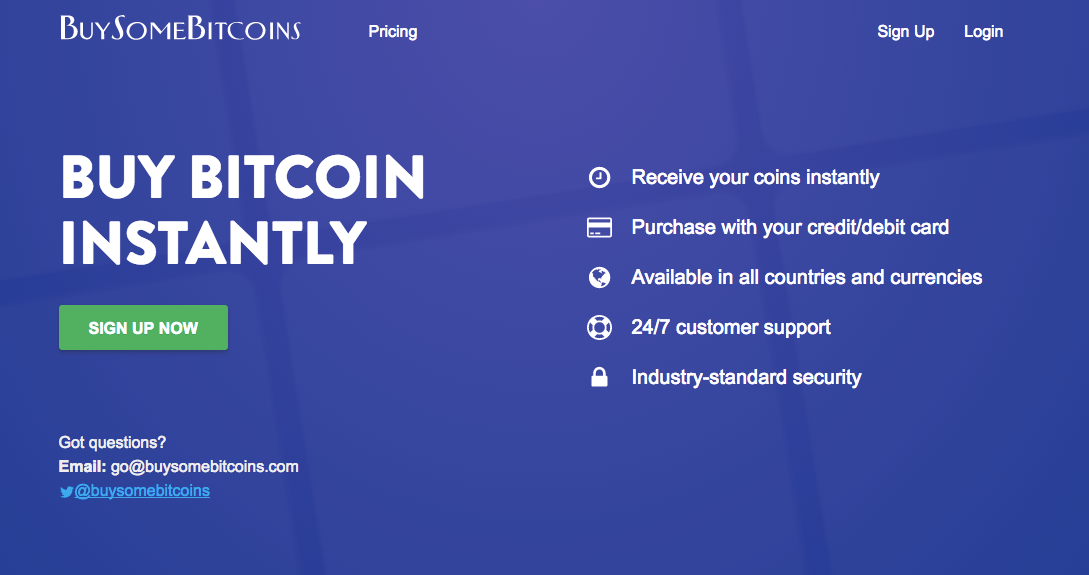 BuySomeBitcoins
Pricing
Sign Up
Login
BUY BITCOIN
INSTANTLY
SIGN UP NOW
Receive your coins instantly
Purchase with your credit/debit card
Available in all countries and currencies
24/7 customer support
Industry-standard security
Got questions?
Email: go@buysomebitcoins.com
@buysomebitcoins